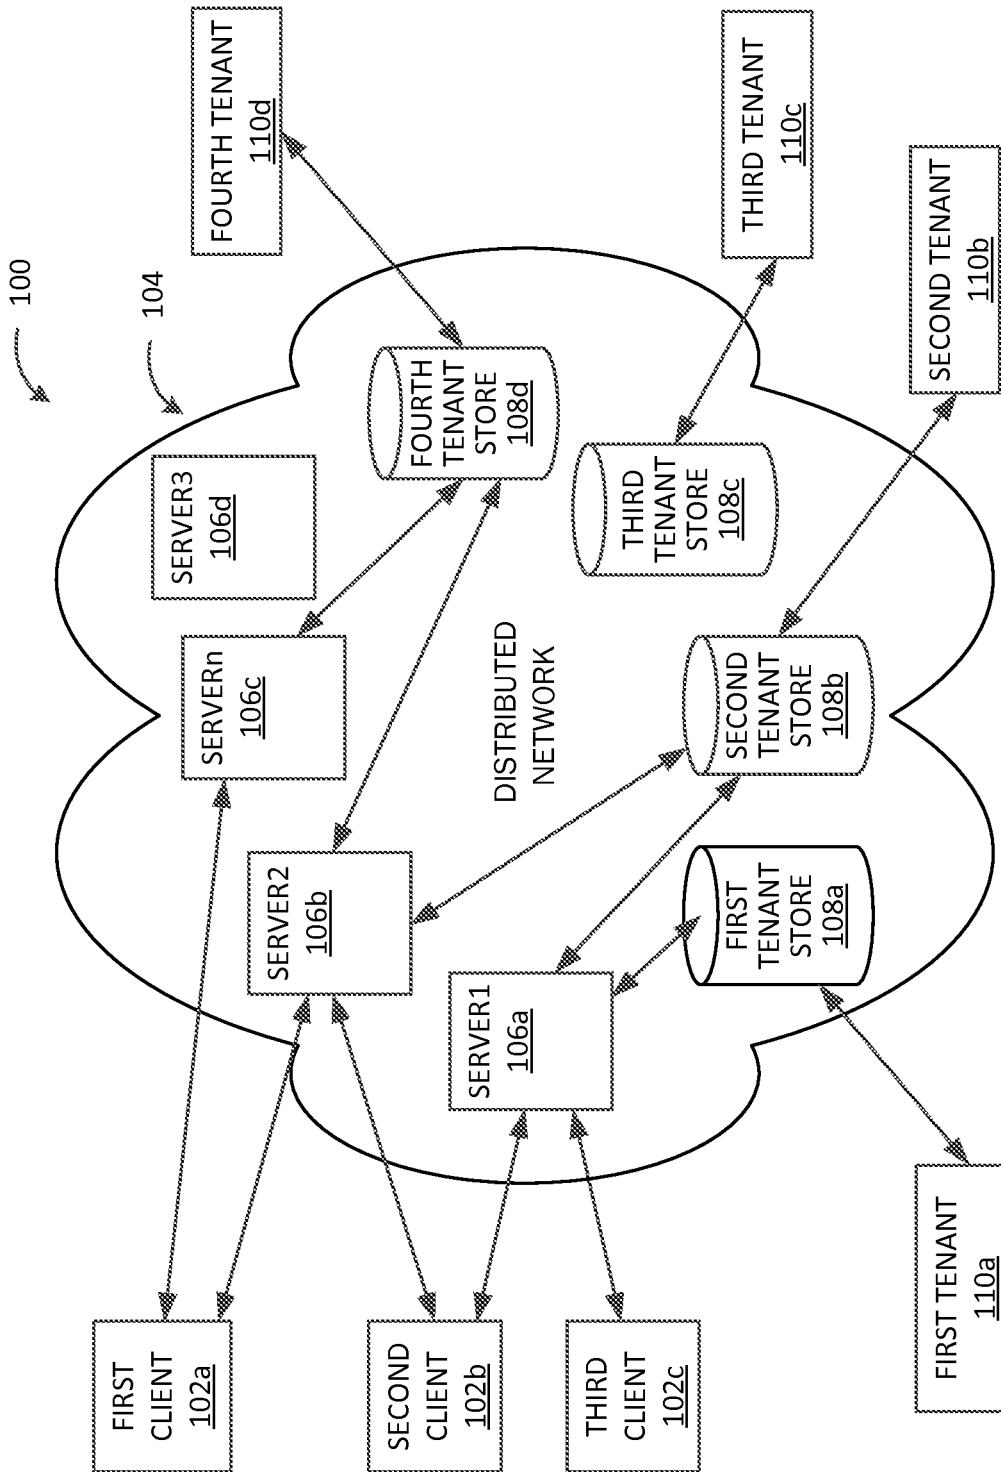 100
104
FIRST
CLIENT
102a
SECOND
CLIENT
102b
THIRD
CLIENT
102c
SERVERn
106c
SERVER3
106d
SERVER2
106b
SERVER1
106a
DISTRIBUTED
NETWORK
FOURTH
TENANT
STORE
108d
THIRD
TENANT
STORE
108c
SECOND
TENANT
STORE
108b
FIRST
TENANT
STORE
108a
FOURTH TENANT
110d
THIRD TENANT
110c
SECOND TENANT
110b
FIRST TENANT
110a